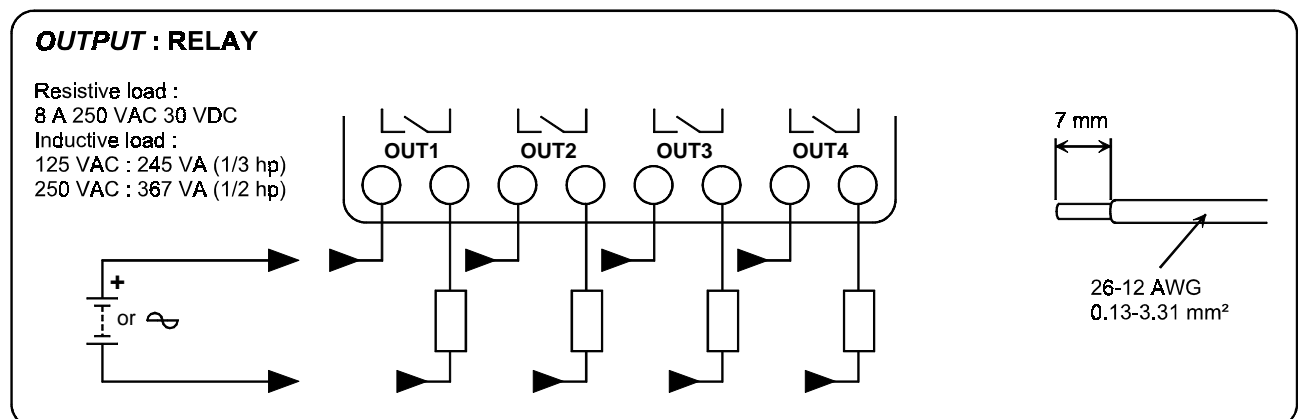 OUTPUT : RELAY
Resistive load :
8 A 250 VAC 30 VDC
Inductive load :
125 VAC : 245 VA (1/3 hp)
250 VAC : 367 VA (1/2 hp)
OUT1 OUT2 OUT3 OUT4
+
or
7 mm
26-12 AWG
0.13-3.31 mm²